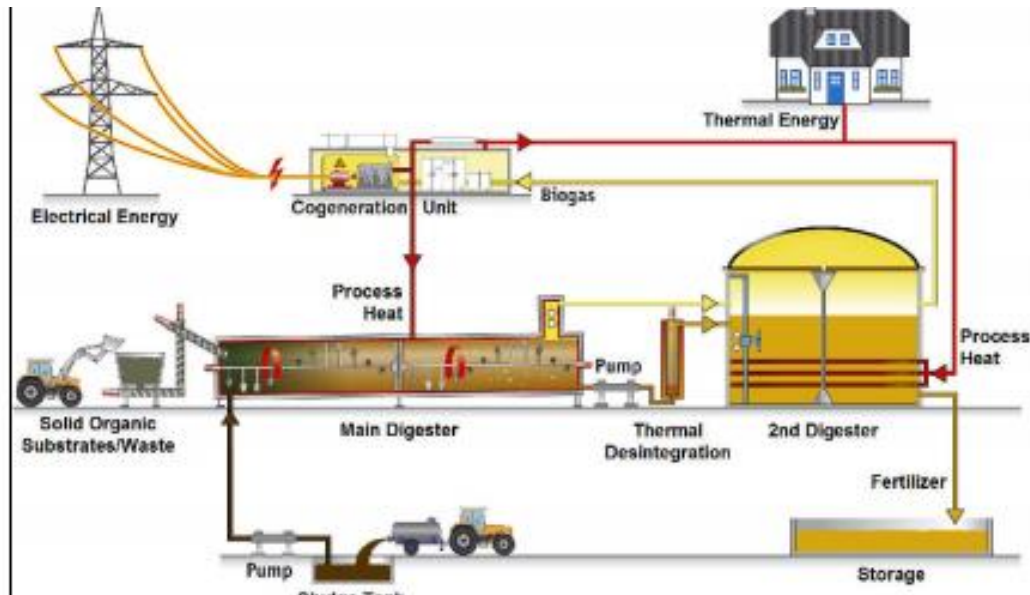 Thermal Energy
Electrical Energy
Cogeneration Unit
Biogas
Process
Heat
Process
Heat
Pump
Solid Organic
Substrates/Waste
Main Digester
Thermal
Desintegration
2nd Digester
Fertilizer
Pump
Storage